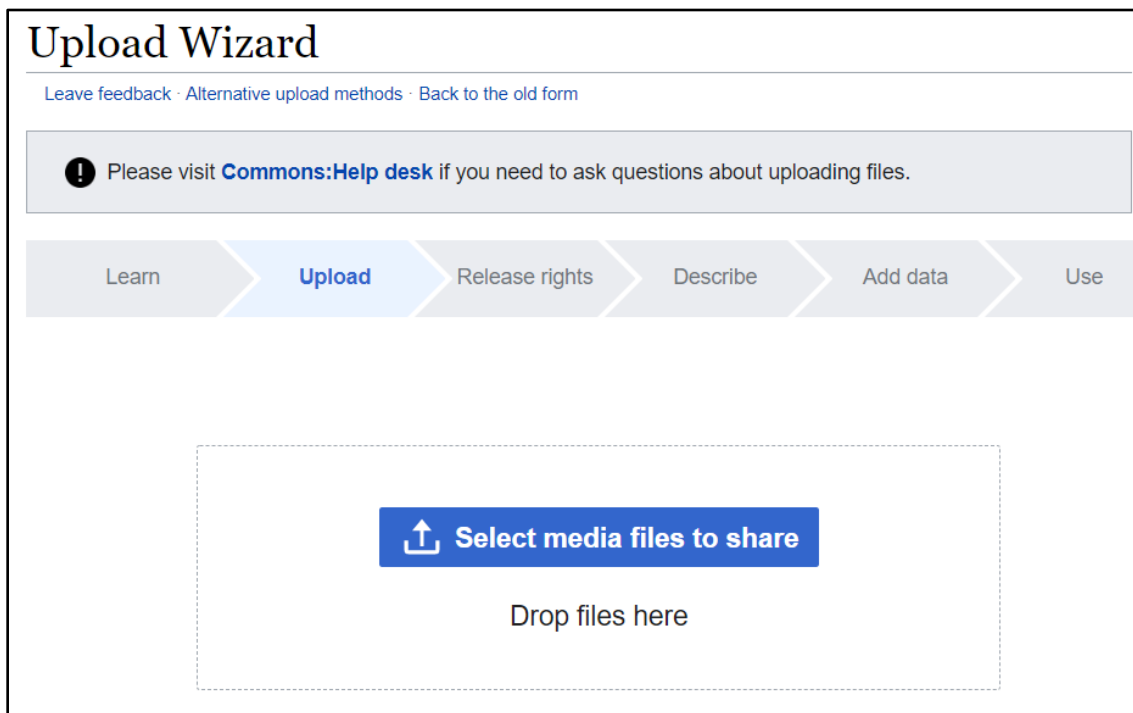 Upload Wizard
Leave feedback · Alternative upload methods · Back to the old form
Please visit Commons:Help desk if you need to ask questions about uploading files.
Learn Upload Release rights Describe Add data Use
Select media files to share
Drop files here